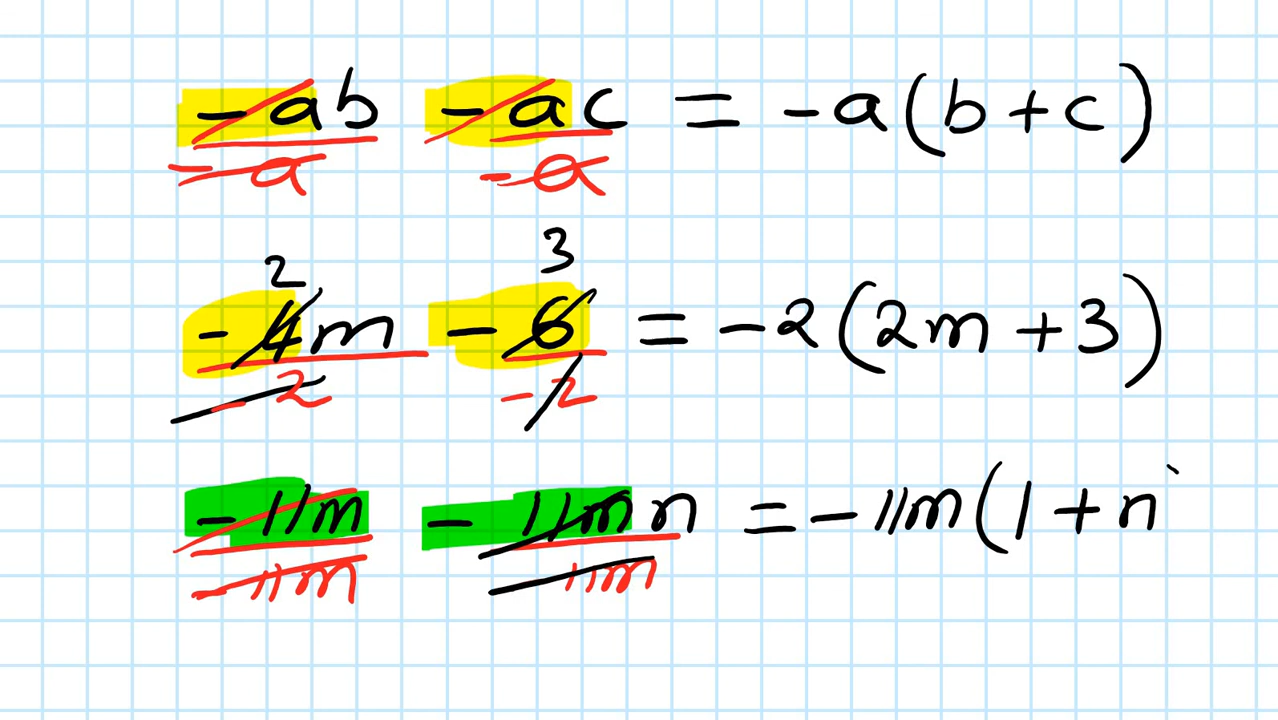 -ab -ac = -a(b+c)
-a -a
2 3
-4m -6 = -2(2m+3)
-2 -2
-11m -11mn = -11m(1+n
-11m 11m